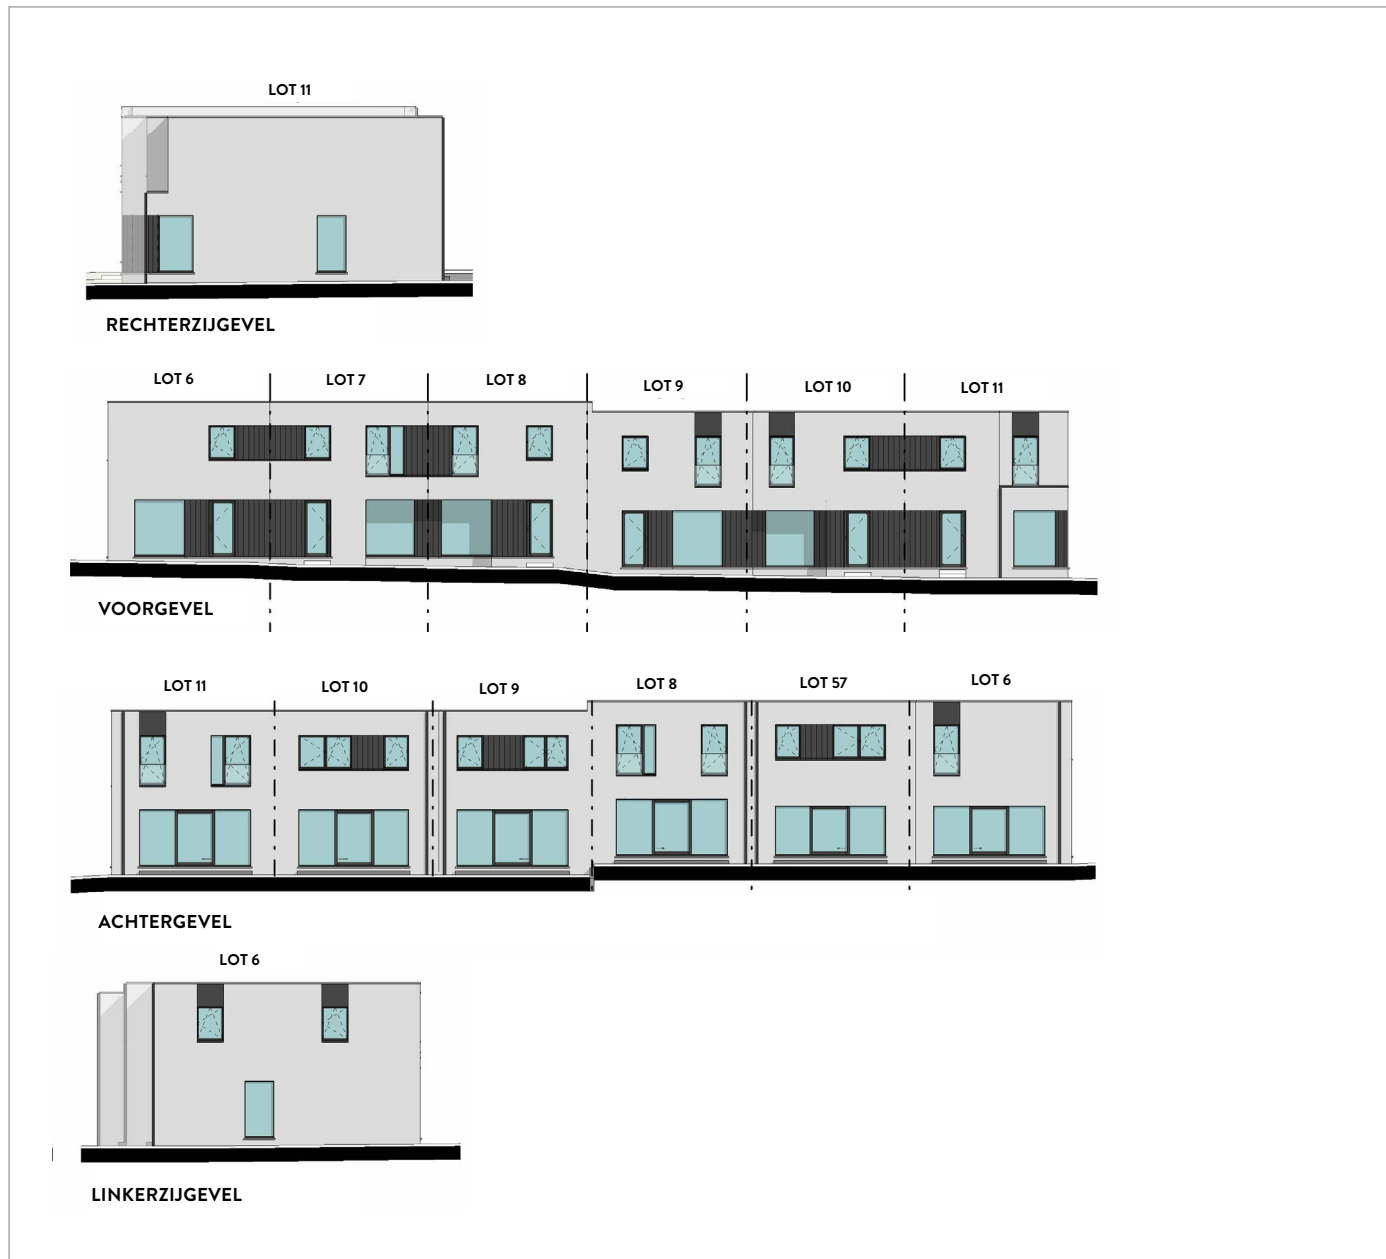 LOT 11
RECHTERZIJGEVEL
LOT 6 LOT 7 LOT 8 LOT 9 LOT 10 LOT 11
VOORGEVEL
LOT 11 LOT 10 LOT 9 LOT 8 LOT 57 LOT 6
ACHTERGEVEL
LOT 6
LINKERZIJGEVEL